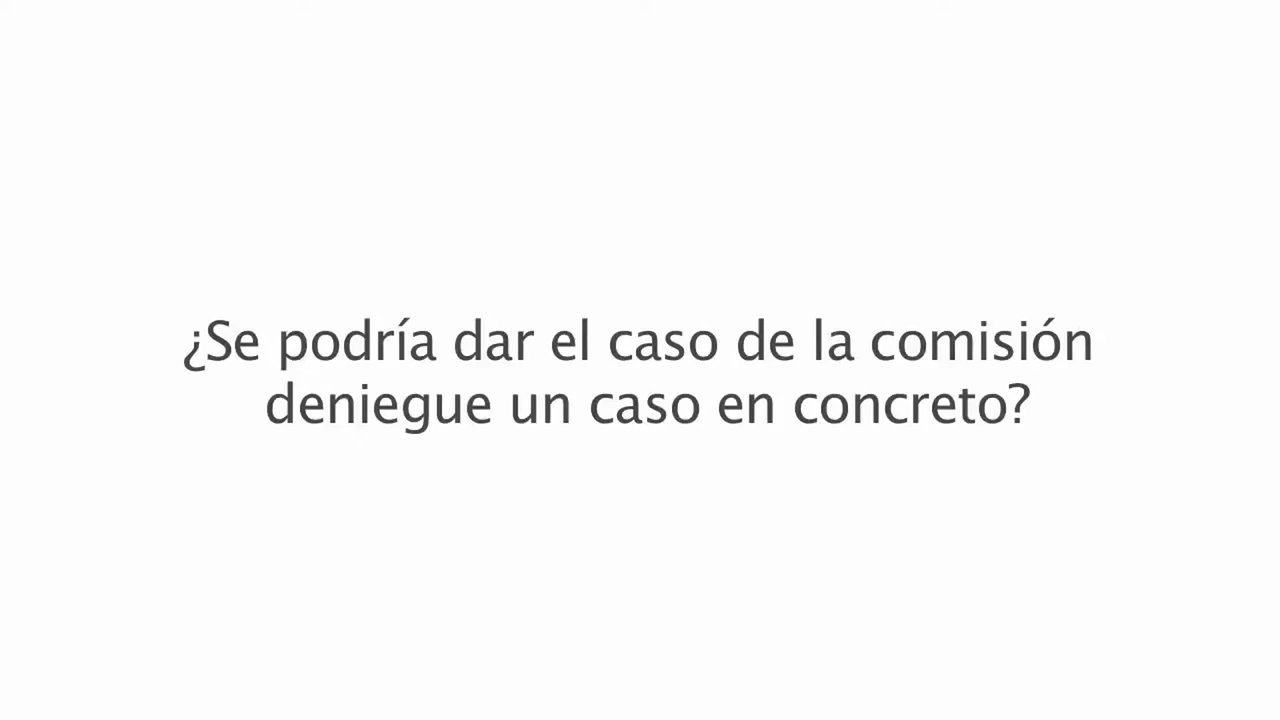 ¿Se podría dar el caso de la comisión
deniegue un caso en concreto?